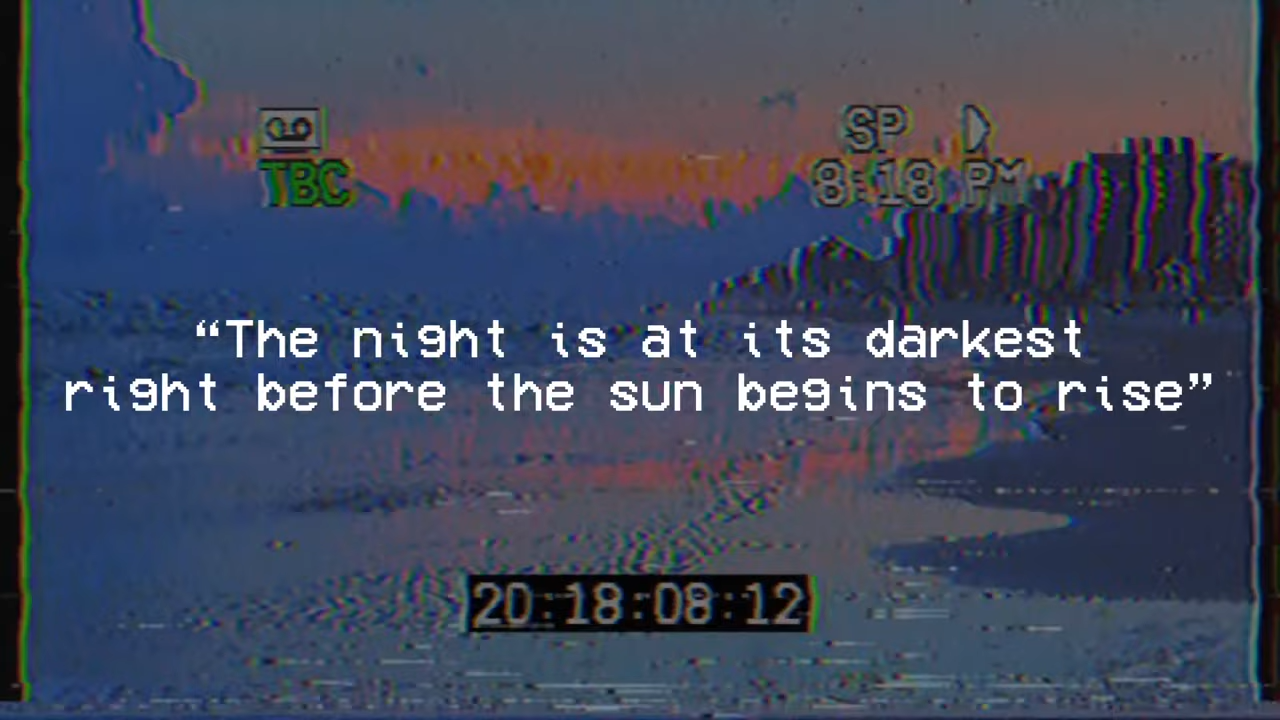 SP
TBC
8:18 PM
“The night is at its darkest
right before the sun begins to rise”
20:18:08:12